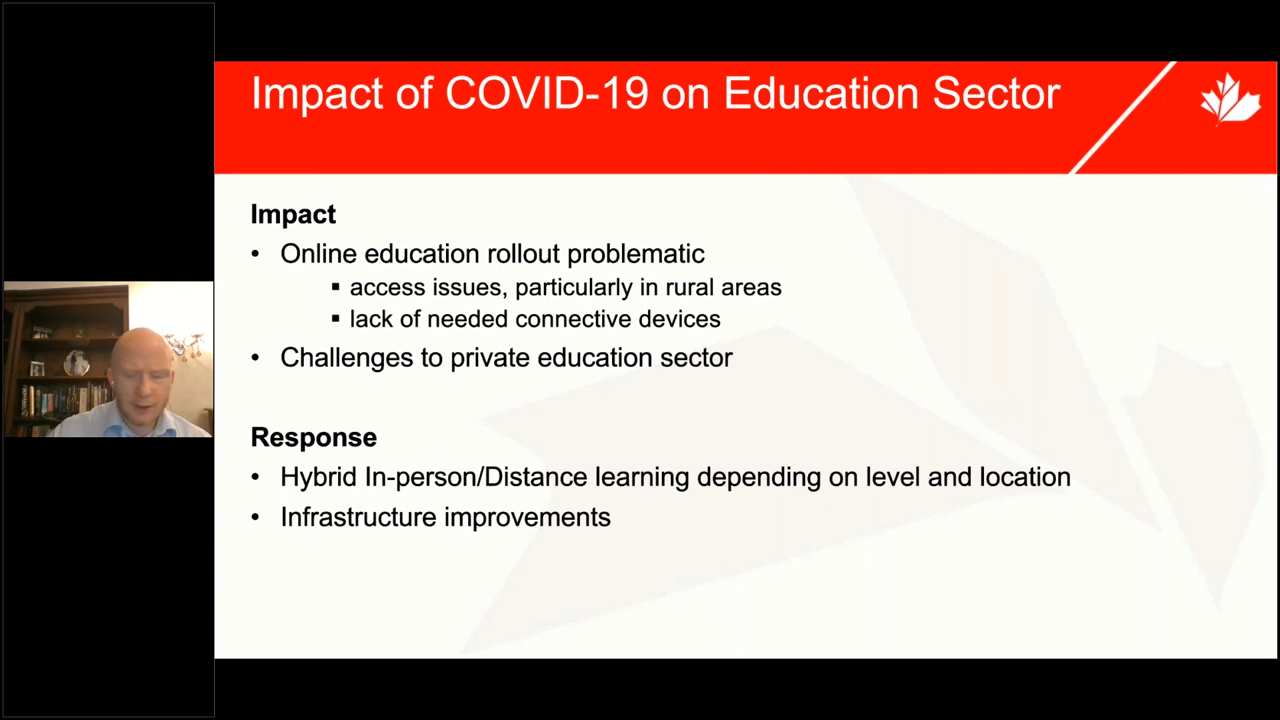 Impact of COVID-19 on Education Sector
Impact
• Online education rollout problematic
▪ access issues, particularly in rural areas
▪ lack of needed connective devices
• Challenges to private education sector
Response
• Hybrid In-person/Distance learning depending on level and location
• Infrastructure improvements